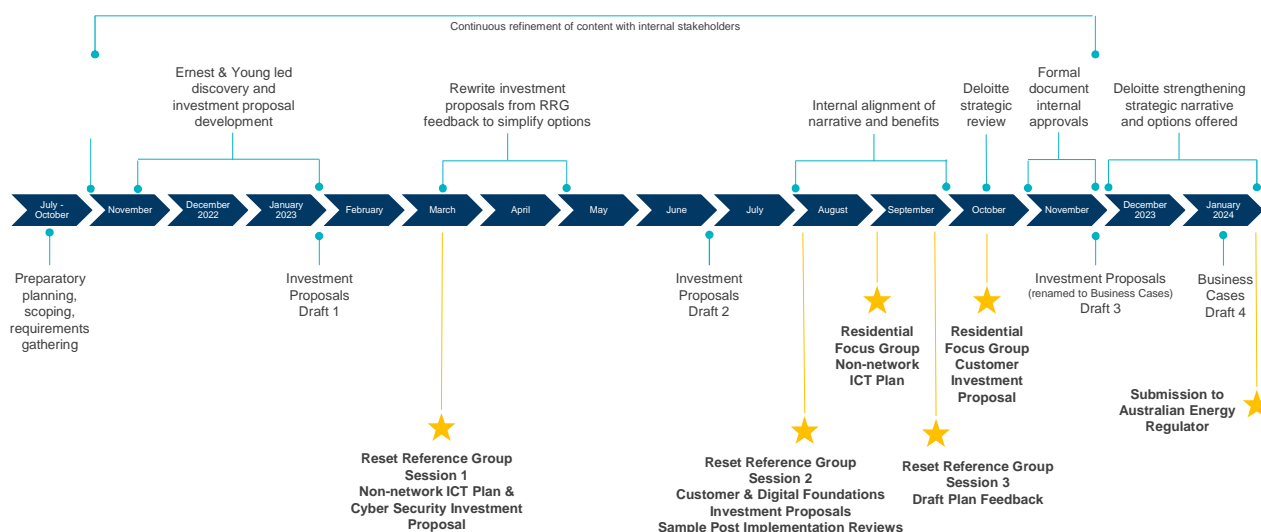 Continuous refinement of content with internal stakeholders
Ernest & Young led
discovery and
investment proposal
development
Rewrite investment
proposals from RRG
feedback to simplify options
Internal alignment of
narrative and benefits
Deloitte
strategic
review
Formal
document
internal
approvals
Deloitte strengthening
strategic narrative
and options offered
July -
October
November
December
2022
January
2023
February
March
April
May
June
July
August
September
October
November
December
2023
January
2024
Preparatory
planning,
scoping,
requirements
gathering
Investment
Proposals
Draft 1
Investment
Proposals
Draft 2
Investment Proposals
(renamed to Business Cases)
Draft 3
Business
Cases
Draft 4
Residential
Focus Group
Non-network
ICT Plan
Residential
Focus Group
Customer
Investment
Proposal
Submission to
Australian Energy
Regulator
Reset Reference Group
Session 1
Non-network ICT Plan &
Cyber Security Investment
Proposal
Reset Reference Group
Session 2
Customer & Digital Foundations
Investment Proposals
Sample Post Implementation Reviews
Reset Reference Group
Session 3
Draft Plan Feedback